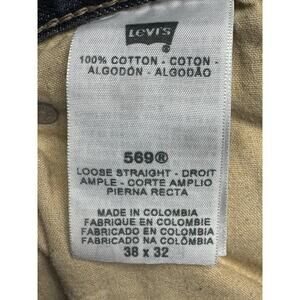 LEVI'S
®
100% COTTON - COTON -
ALGODÓN - ALGODÃO
569®
LOOSE STRAIGHT - DROIT
AMPLE - CORTE AMPLIO
PIERNA RECTA
MADE IN COLOMBIA
FABRIQUE EN COLOMBIE
FABRICADO EN COLOMBIA
FABRICADO NA COLÔMBIA
38 x 32